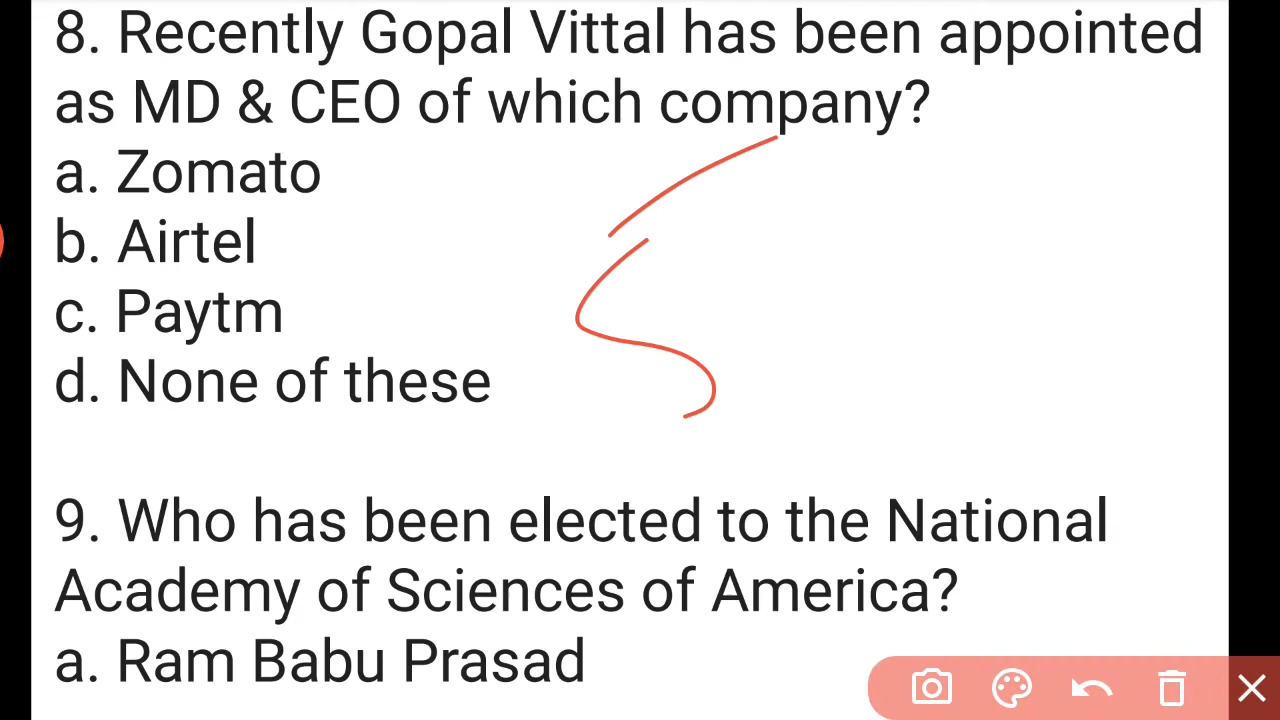 8. Recently Gopal Vittal has been appointed
as MD & CEO of which company?
a. Zomato
b. Airtel
c. Paytm
d. None of these
9. Who has been elected to the National
Academy of Sciences of America?
a. Ram Babu Prasad